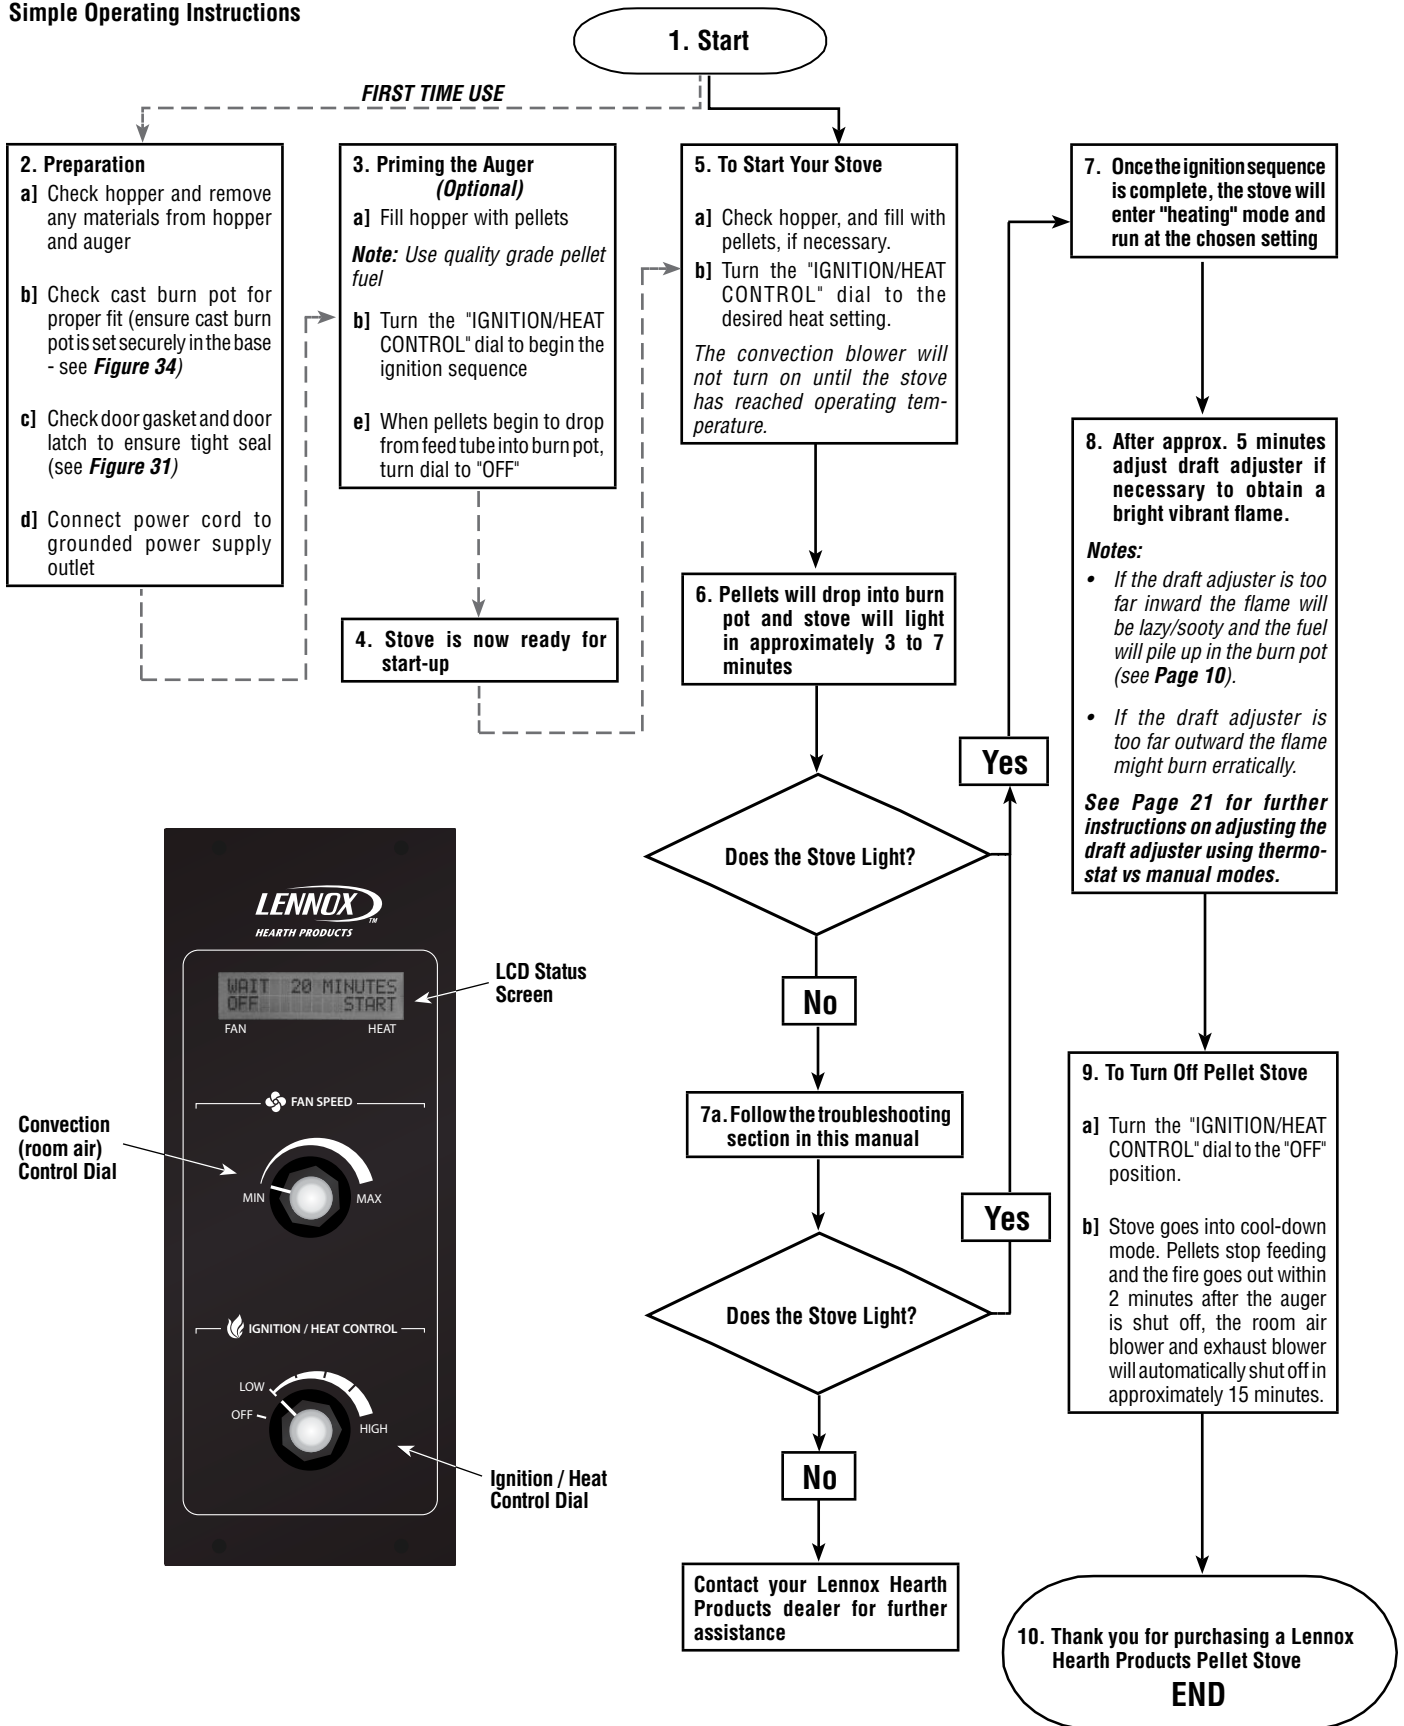 Simple Operating Instructions
1. Start
FIRST TIME USE
2. Preparation
a] Check hopper and remove
any materials from hopper
and auger
b] Check cast burn pot for
proper fit (ensure cast burn
pot is set securely in the base
- see Figure 34)
c] Check door gasket and door
latch to ensure tight seal
(see Figure 31)
d] Connect power cord to
grounded power supply
outlet
3. Priming the Auger
(Optional)
a] Fill hopper with pellets
Note: Use quality grade pellet
fuel
b] Turn the "IGNITION/HEAT
CONTROL" dial to begin the
ignition sequence
e] When pellets begin to drop
from feed tube into burn pot,
turn dial to "OFF"
4. Stove is now ready for
start-up
5. To Start Your Stove
a] Check hopper, and fill with
pellets, if necessary.
b] Turn the "IGNITION/HEAT
CONTROL" dial to the
desired heat setting.
The convection blower will
not turn on until the stove
has reached operating tem-
perature.
6. Pellets will drop into burn
pot and stove will light
in approximately 3 to 7
minutes
Does the Stove Light?
Yes
No
7a. Follow the troubleshooting
section in this manual
Does the Stove Light?
Yes
No
Contact your Lennox Hearth
Products dealer for further
assistance
7. Once the ignition sequence
is complete, the stove will
enter "heating" mode and
run at the chosen setting
8. After approx. 5 minutes
adjust draft adjuster if
necessary to obtain a
bright vibrant flame.
Notes:
• If the draft adjuster is too
far inward the flame will
be lazy/sooty and the fuel
will pile up in the burn pot
(see Page 10).
• If the draft adjuster is
too far outward the flame
might burn erratically.
See Page 21 for further
instructions on adjusting the
draft adjuster using thermo-
stat vs manual modes.
9. To Turn Off Pellet Stove
a] Turn the "IGNITION/HEAT
CONTROL" dial to the "OFF"
position.
b] Stove goes into cool-down
mode. Pellets stop feeding
and the fire goes out within
2 minutes after the auger
is shut off, the room air
blower and exhaust blower
will automatically shut off in
approximately 15 minutes.
10. Thank you for purchasing a Lennox
Hearth Products Pellet Stove
END
LENNOX TM
HEARTH PRODUCTS
WAIT 20 MINUTES
OFF START
FAN HEAT
LCD Status
Screen
FAN SPEED
MIN MAX
Convection
(room air)
Control Dial
IGNITION / HEAT CONTROL
LOW
OFF
HIGH
Ignition / Heat
Control Dial